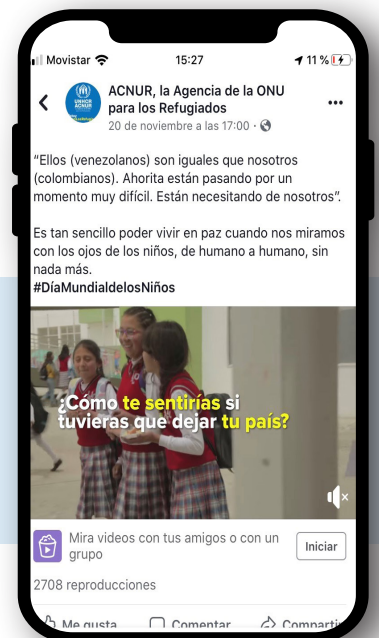 Movistar 15:27 11 %
ACNUR, la Agencia de la ONU
para los Refugiados
20 de noviembre a las 17:00 ·
“Ellos (venezolanos) son iguales que nosotros
(colombianos). Ahorita están pasando por un
momento muy difícil. Están necesitando de nosotros”.
Es tan sencillo poder vivir en paz cuando nos miramos
con los ojos de los niños, de humano a humano, sin
nada más.
#DíaMundialdelosNiños
¿Cómo te sentirías si
tuvieras que dejar tu país?
Mira videos con tus amigos o con un
grupo
Iniciar
2708 reproducciones
Me gusta Comentar Compartir